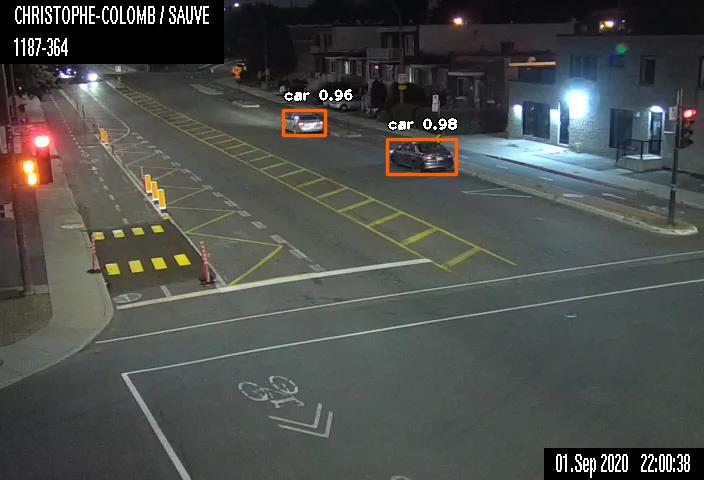 CHRISTOPHE-COLOMB / SAUVE
1187-364
car 0.96
car 0.98
01.Sep 2020 22:00:38